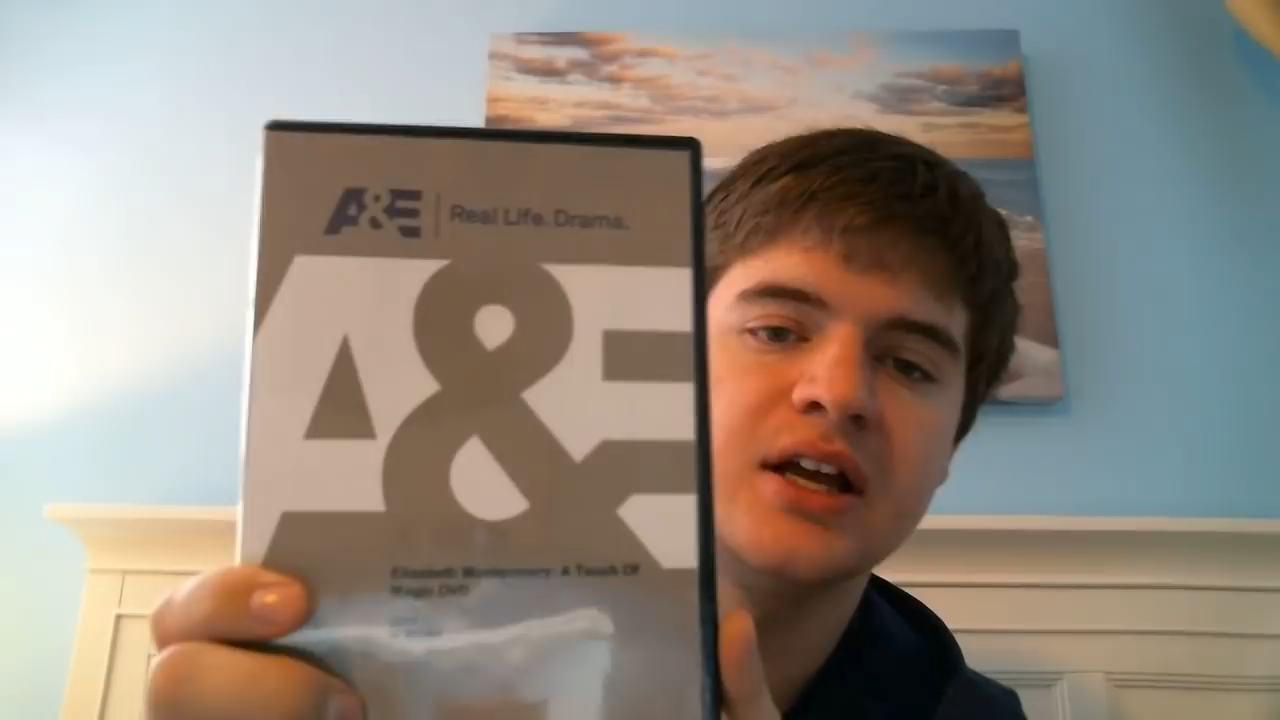 A&E | Real Life. Drama.
A&E
Elizabeth Montgomery: A Touch Of
Magic DVD